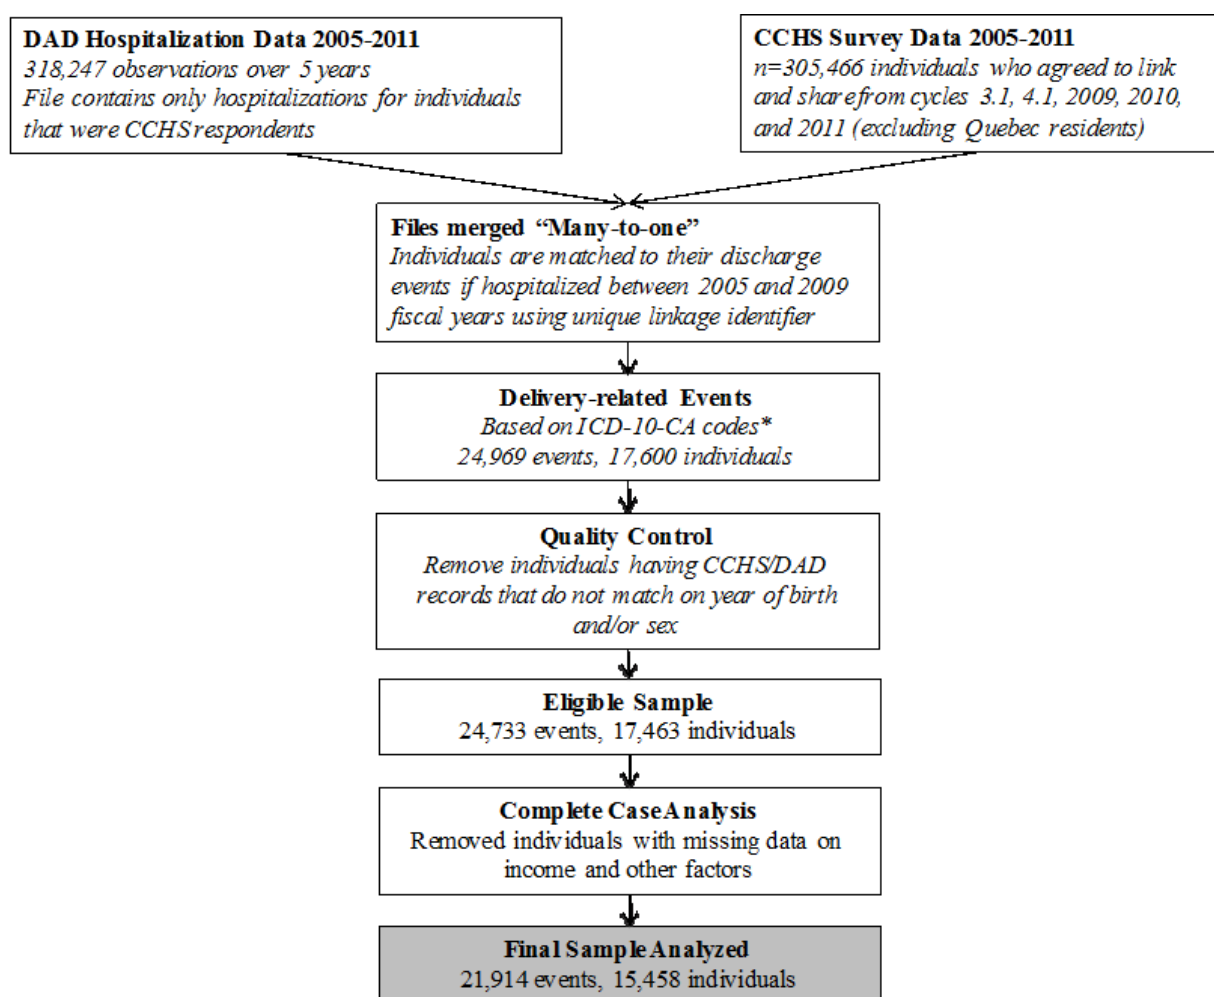 DAD Hospitalization Data 2005-2011
318,247 observations over 5 years
File contains only hospitalizations for individuals
that were CCHS respondents
CCHS Survey Data 2005-2011
n=305,466 individuals who agreed to link
and share from cycles 3.1, 4.1, 2009, 2010,
and 2011 (excluding Quebec residents)
Files merged “Many-to-one”
Individuals are matched to their discharge
events if hospitalized between 2005 and 2009
fiscal years using unique linkage identifier
Delivery-related Events
Based on ICD-10-CA codes*
24,969 events, 17,600 individuals
Quality Control
Remove individuals having CCHS/DAD
records that do not match on year of birth
and/or sex
Eligible Sample
24,733 events, 17,463 individuals
Complete Case Analysis
Removed individuals with missing data on
income and other factors
Final Sample Analyzed
21,914 events, 15,458 individuals